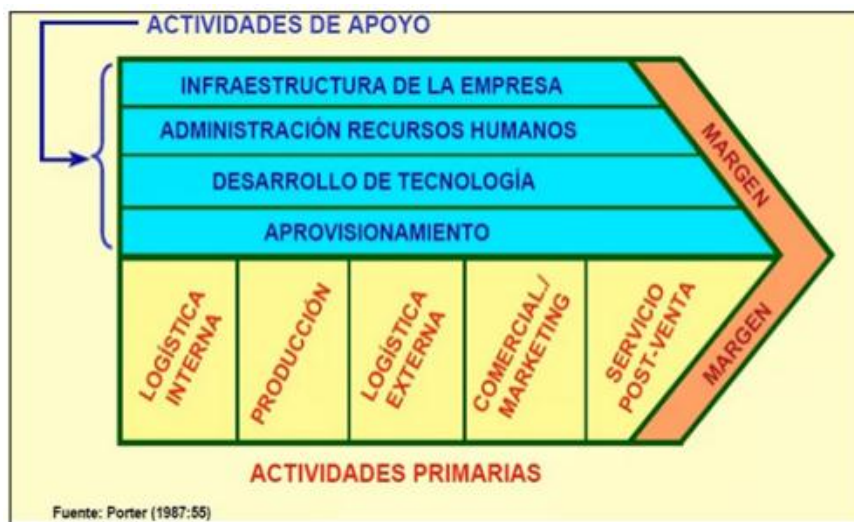 ACTIVIDADES DE APOYO
INFRAESTRUCTURA DE LA EMPRESA
ADMINISTRACIÓN RECURSOS HUMANOS
DESARROLLO DE TECNOLOGÍA
APROVISIONAMIENTO
MARGEN
LOGÍSTICA
INTERNA
PRODUCCIÓN
LOGÍSTICA
EXTERNA
COMERCIAL./
MARKETING
SERVICIO
POST-VENTA
MARGEN
ACTIVIDADES PRIMARIAS
Fuente: Porter (1987:55)